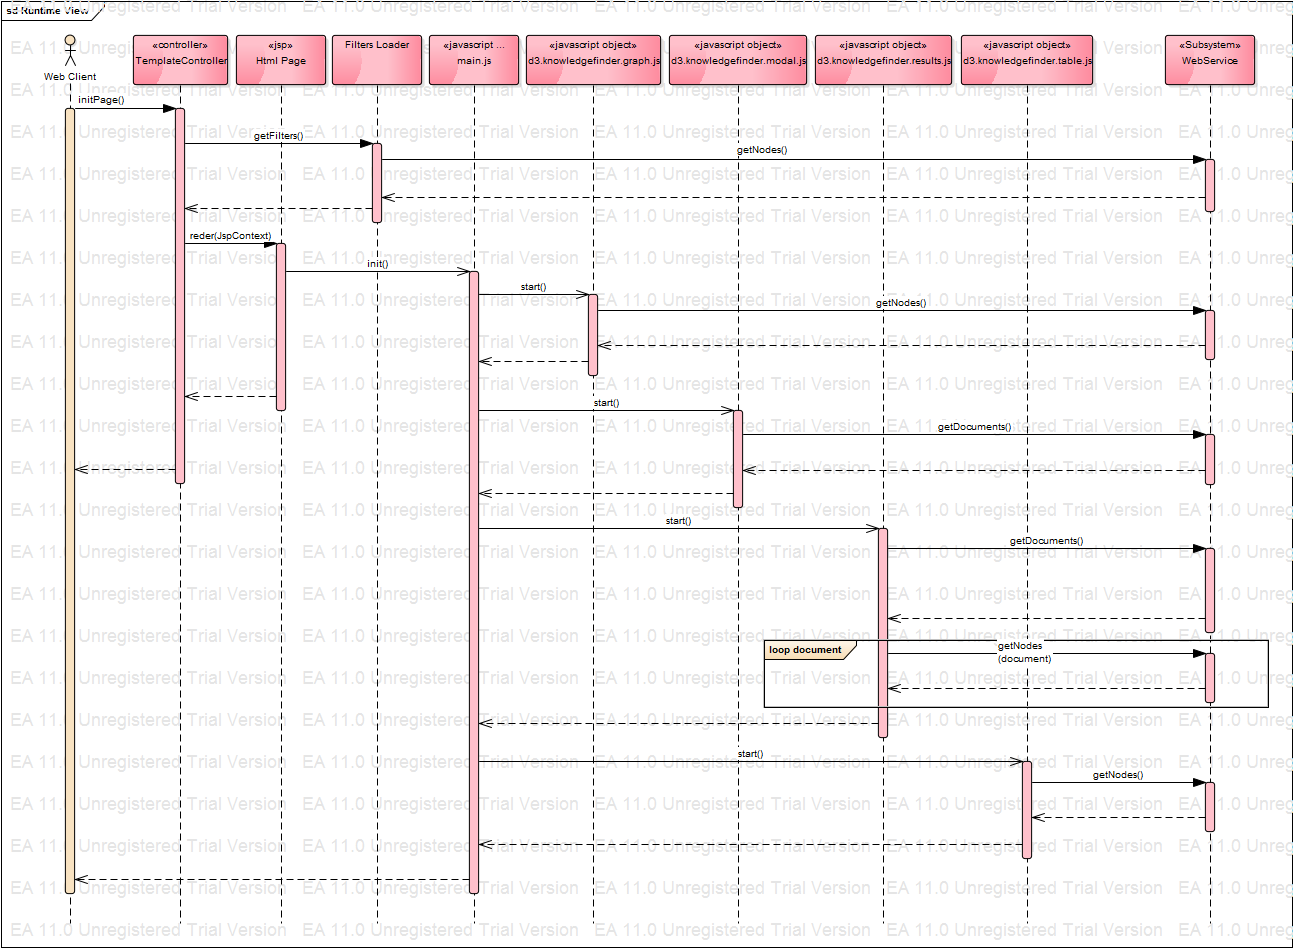 sd Runtime View
«controller»
TemplateController
«jsp»
Html Page
Filters Loader
«javascript ...
main.js
«javascript object»
d3.knowledgefinder.graph.js
«javascript object»
d3.knowledgefinder.modal.js
«javascript object»
d3.knowledgefinder.results.js
«javascript object»
d3.knowledgefinder.table.js
«Subsystem»
WebService
Web Client
initPage()
getFilters()
getNodes()
reder(JspContext)
init()
start()
getNodes()
start()
getDocuments()
start()
getDocuments()
loop document
getNodes
(document)
start()
getNodes()
EA 11.0 Unregistered Trial Version